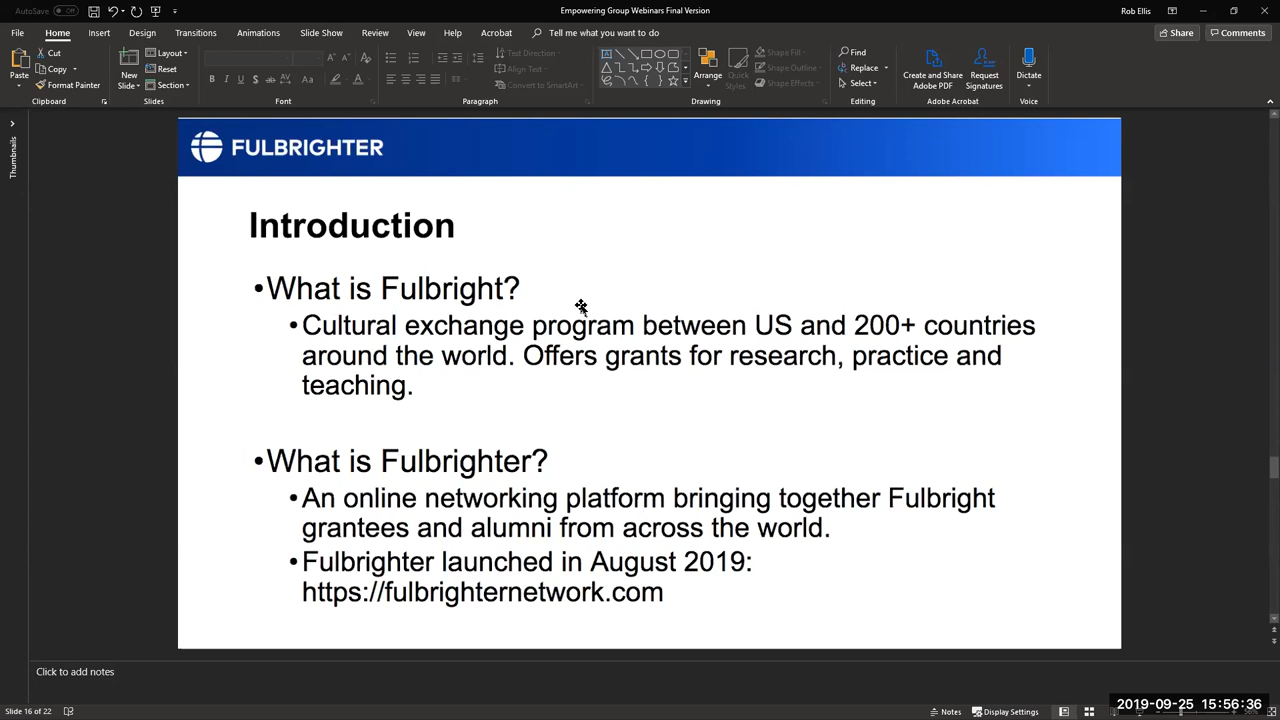 AutoSave Off
Empowering Group Webinars Final Version
Rob Ellis
File Home Insert Design Transitions Animations Slide Show Review View Help Acrobat Tell me what you want to do
Share Comments
Paste
Cut
Copy
Format Painter
Clipboard
New Slides
Layout
Reset
Section
Slides
Font
Text Direction
Align Text
Convert to SmartArt
Paragraph
Arrange
Quick Styles
Shape Fill
Shape Outline
Shape Effects
Drawing
Find
Replace
Select
Editing
Create and Share
Adobe PDF
Request
Signatures
Adobe Acrobat
Dictate
Voice
Thumbnails
FULBRIGHTER
Introduction
•What is Fulbright?
•Cultural exchange program between US and 200+ countries
around the world. Offers grants for research, practice and
teaching.
•What is Fulbrighter?
•An online networking platform bringing together Fulbright
grantees and alumni from across the world.
•Fulbrighter launched in August 2019:
https://fulbrighternetwork.com
Click to add notes
Slide 16 of 22
Notes Display Settings
2019-09-25 15:56:36